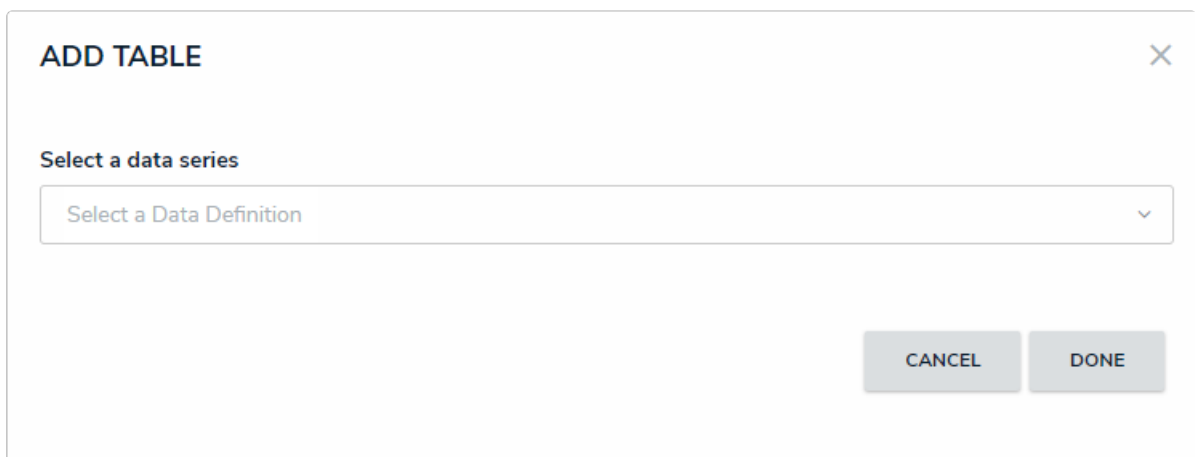 ADD TABLE
Select a data series
Select a Data Definition
CANCEL DONE